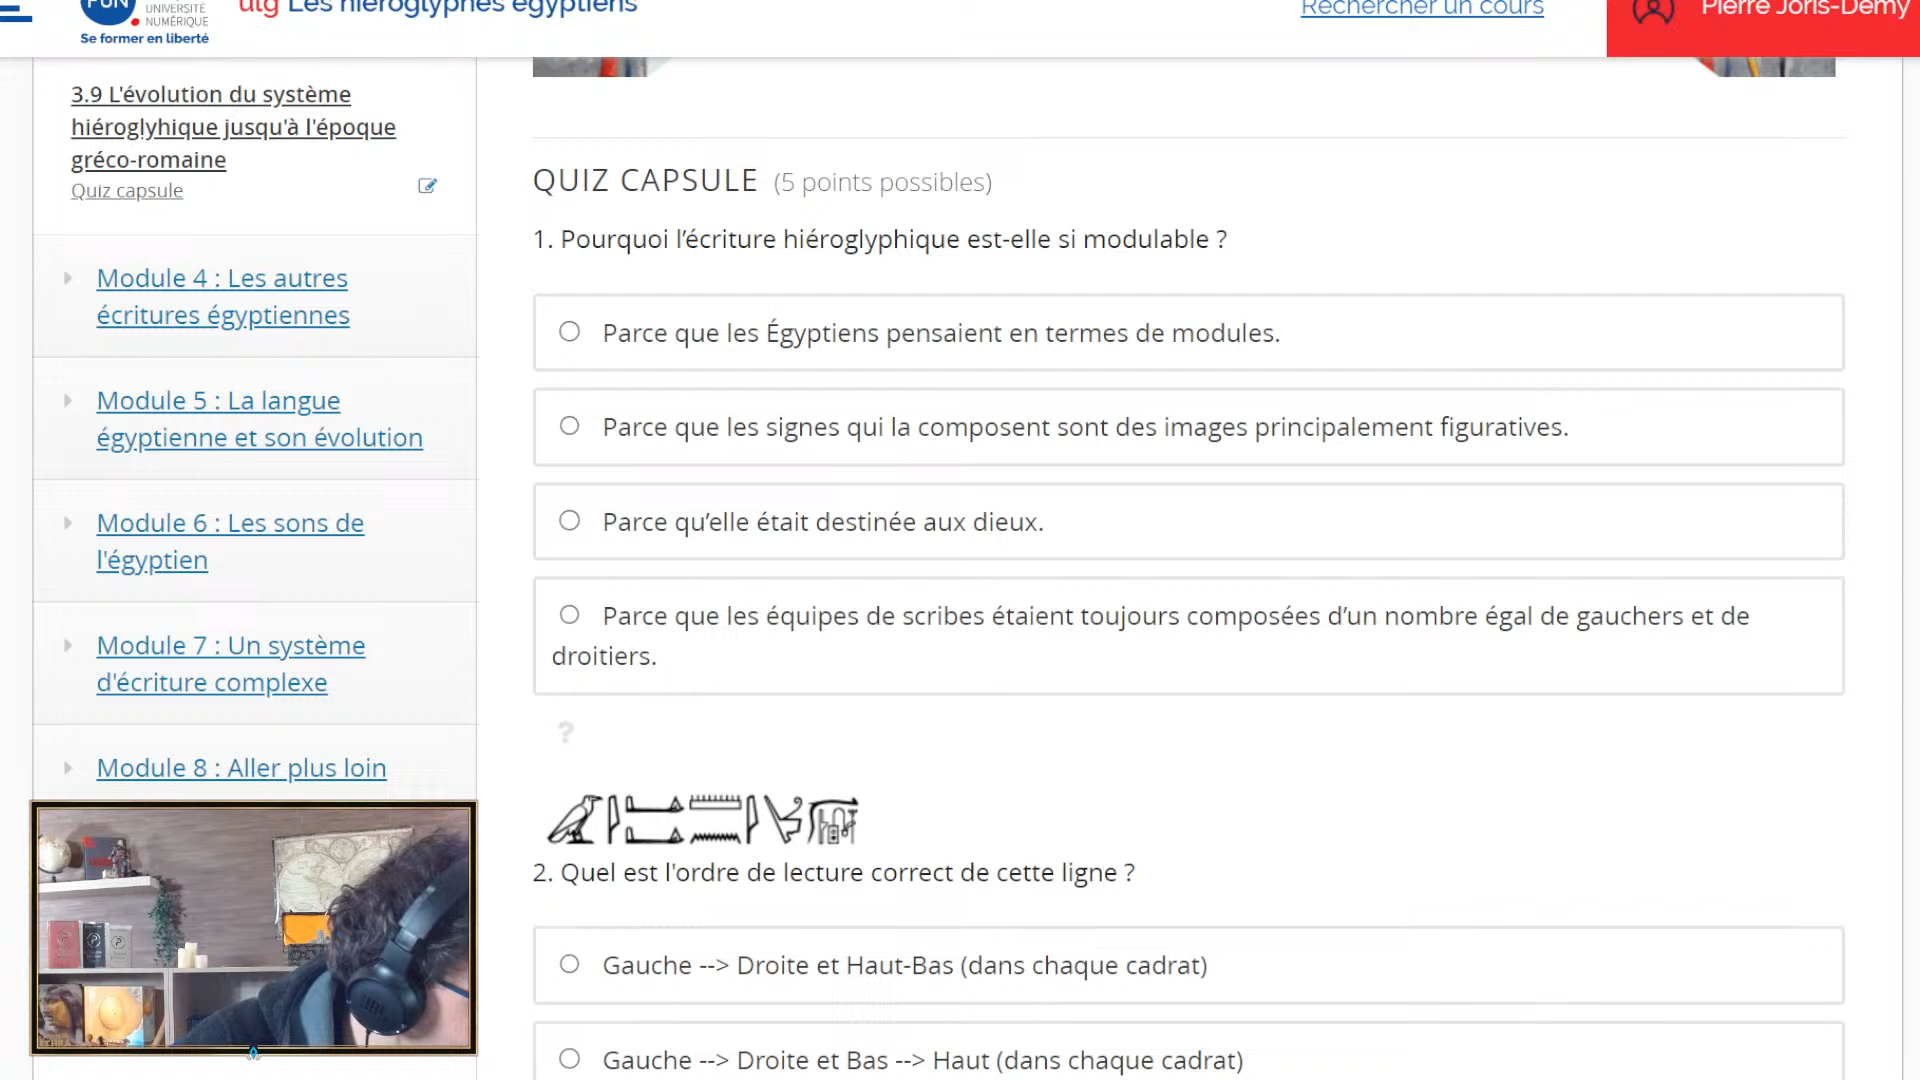 FUN
UNIVERSITÉ
NUMÉRIQUE
Se former en liberté
Les hiéroglyphes égyptiens
Rechercher un cours
Pierre Joris-Demy
3.9 L'évolution du système
hiéroglyhique jusqu'à l'époque
gréco-romaine
Quiz capsule
Module 4 : Les autres
écritures égyptiennes
Module 5 : La langue
égyptienne et son évolution
Module 6 : Les sons de
l'égyptien
Module 7 : Un système
d'écriture complexe
Module 8 : Aller plus loin
QUIZ CAPSULE (5 points possibles)
1. Pourquoi l’écriture hiéroglyphique est-elle si modulable ?
Parce que les Égyptiens pensaient en termes de modules.
Parce que les signes qui la composent sont des images principalement figuratives.
Parce qu’elle était destinée aux dieux.
Parce que les équipes de scribes étaient toujours composées d’un nombre égal de gauchers et de
droitiers.
?
2. Quel est l'ordre de lecture correct de cette ligne ?
Gauche --> Droite et Haut-Bas (dans chaque cadrat)
Gauche --> Droite et Bas --> Haut (dans chaque cadrat)